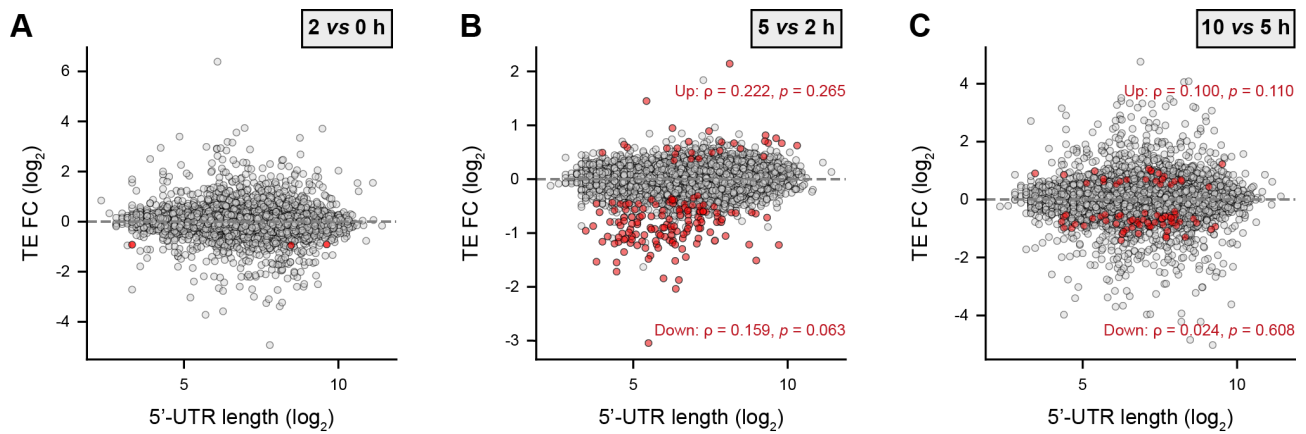 A
2 vs 0 h
6
4
2
0
-2
-4
TE FC (log2)
5
10
5’-UTR length (log2)
B
5 vs 2 h
2
1
0
-1
-2
-3
TE FC (log2)
Up: ρ = 0.222, p = 0.265
Down: ρ = 0.159, p = 0.063
5
10
5’-UTR length (log2)
C
10 vs 5 h
4
2
0
-2
-4
TE FC (log2)
Up: ρ = 0.100, p = 0.110
Down: ρ = 0.024, p = 0.608
5
10
5’-UTR length (log2)